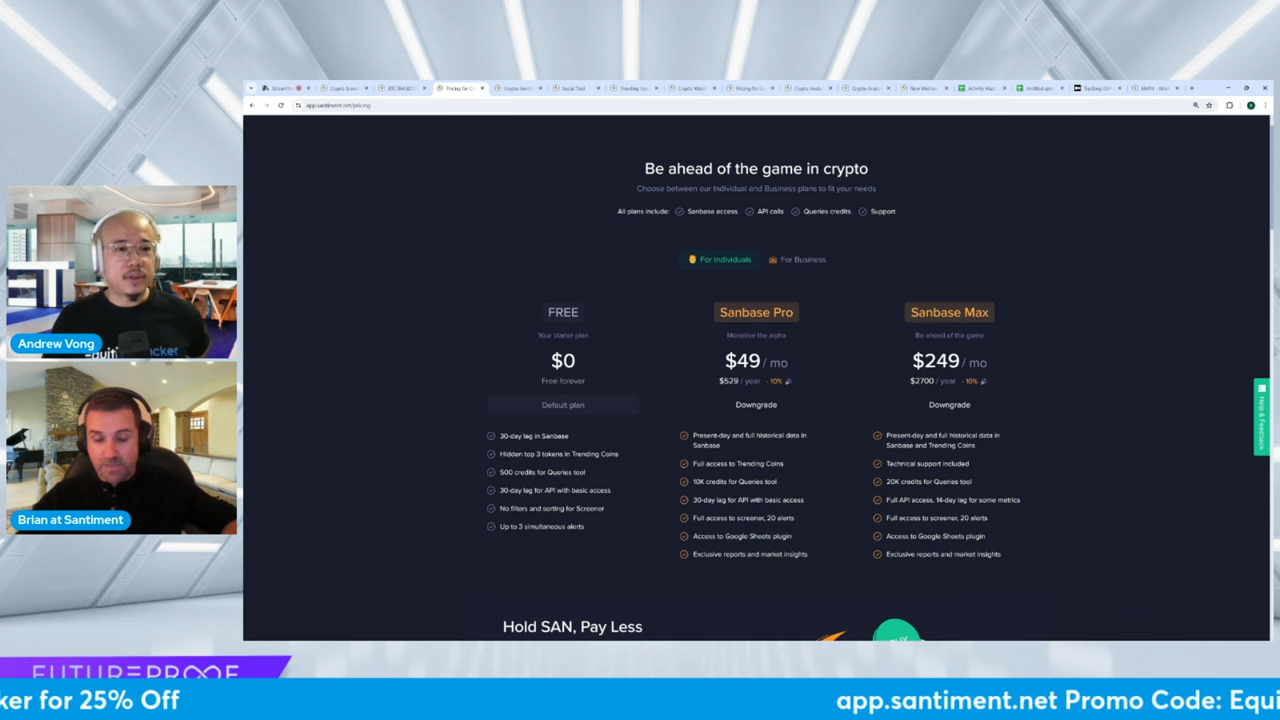 app.santiment.net/pricing
Be ahead of the game in crypto
Choose between our Individual and Business plans to fit your needs
All plans include: Sanbase access API calls Queries credits Support
For Individuals For Business
FREE
Your starter plan
$0
Free forever
Default plan
30-day lag in Sanbase
Hidden top 3 tokens in Trending Coins
500 credits for Queries tool
30-day lag for API with basic access
No filters and sorting for Screener
Up to 3 simultaneous alerts
Sanbase Pro
Monetise the alpha
$49 / mo
$529 / year - 10%
Downgrade
Present-day and full historical data in
Sanbase
Full access to Trending Coins
10K credits for Queries tool
30-day lag for API with basic access
Full access to screener, 20 alerts
Access to Google Sheets plugin
Exclusive reports and market insights
Sanbase Max
Be ahead of the game
$249 / mo
$2700 / year - 10%
Downgrade
Present-day and full historical data in
Sanbase and Trending Coins
Technical support included
20K credits for Queries tool
Full API access, 14-day lag for some metrics
Full access to screener, 20 alerts
Access to Google Sheets plugin
Exclusive reports and market insights
Hold SAN, Pay Less
BUY
Help & Feedback
Andrew Vong
Brian at Santiment
FUTUREPROOF
ker for 25% Off
app.santiment.net Promo Code: Equi